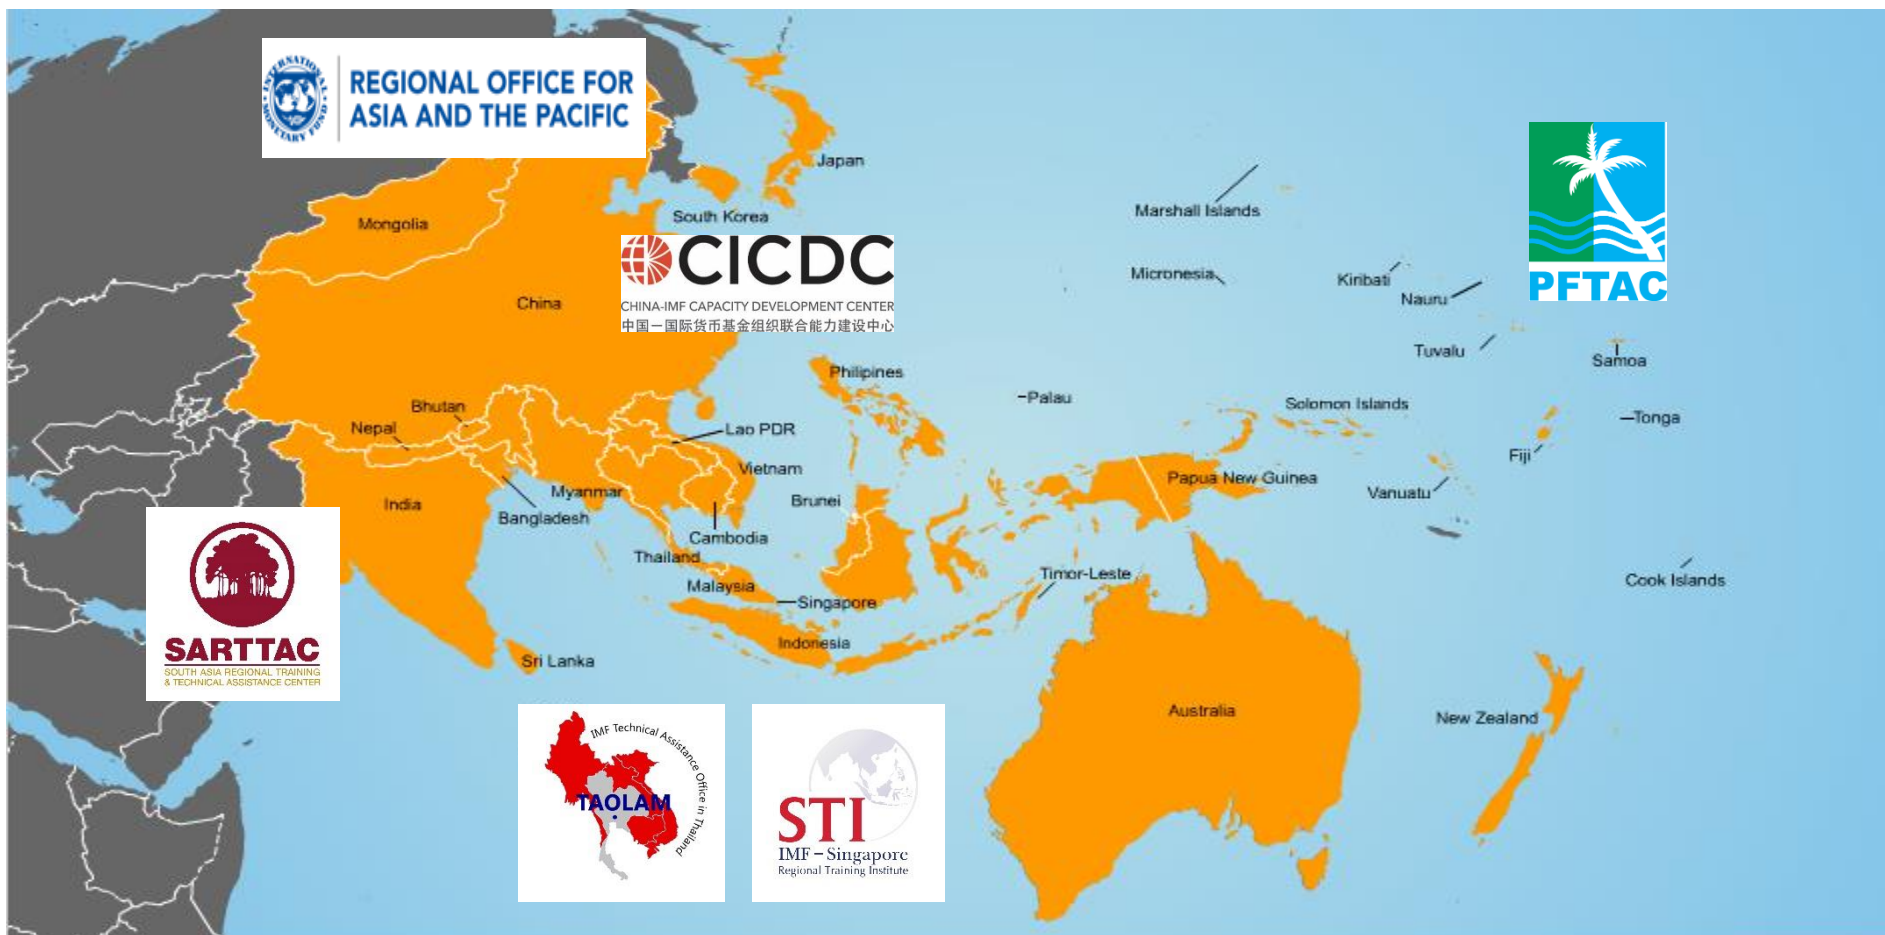 INTERNATIONAL MONETARY FUND
REGIONAL OFFICE FOR
ASIA AND THE PACIFIC
Japan
South Korea
Mongolia
CICDC
CHINA-IMF CAPACITY DEVELOPMENT CENTER
中国一国际货币基金组织联合能力建设中心
China
PFTAC
Marshall Islands
Micronesia
Kiribati
Nauru
Tuvalu
Samoa
Philipines
Palau
Solomon Islands
Tonga
Fiji
Bhutan
Nepal
Lao PDR
Vietnam
Papua New Guinea
Vanuatu
India
Myanmar
Brunei
Bangladesh
Cambodia
Thailand
Malaysia
Timor-Leste
Cook Islands
Singapore
Indonesia
Sri Lanka
SARTTAC
SOUTH ASIA REGIONAL TRAINING
& TECHNICAL ASSISTANCE CENTER
Australia
New Zealand
IMF Technical Assistance Office in Thailand
TAOLAM
STI
IMF – Singapore
Regional Training Institute